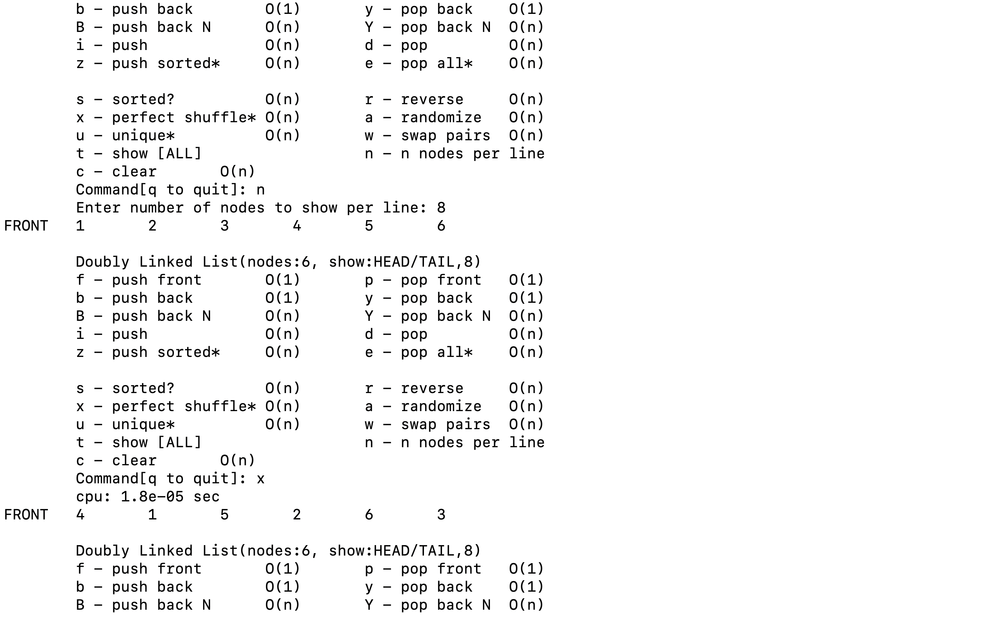 b - push back        O(1)       y - pop back    O(1)
B - push back N      O(n)       Y - pop back N  O(n)
i - push             O(n)       d - pop         O(n)
z - push sorted*     O(n)       e - pop all*    O(n)

s - sorted?          O(n)       r - reverse     O(n)
x - perfect shuffle* O(n)       a - randomize   O(n)
u - unique*          O(n)       w - swap pairs  O(n)
t - show [ALL]                  n - n nodes per line
c - clear       O(n)
Command[q to quit]: n
Enter number of nodes to show per line: 8
FRONT   1       2       3       4       5       6

Doubly Linked List(nodes:6, show:HEAD/TAIL,8)
f - push front       O(1)       p - pop front   O(1)
b - push back        O(1)       y - pop back    O(1)
B - push back N      O(n)       Y - pop back N  O(n)
i - push             O(n)       d - pop         O(n)
z - push sorted*     O(n)       e - pop all*    O(n)

s - sorted?          O(n)       r - reverse     O(n)
x - perfect shuffle* O(n)       a - randomize   O(n)
u - unique*          O(n)       w - swap pairs  O(n)
t - show [ALL]                  n - n nodes per line
c - clear       O(n)
Command[q to quit]: x
cpu: 1.8e-05 sec
FRONT   4       1       5       2       6       3

Doubly Linked List(nodes:6, show:HEAD/TAIL,8)
f - push front       O(1)       p - pop front   O(1)
b - push back        O(1)       y - pop back    O(1)
B - push back N      O(n)       Y - pop back N  O(n)